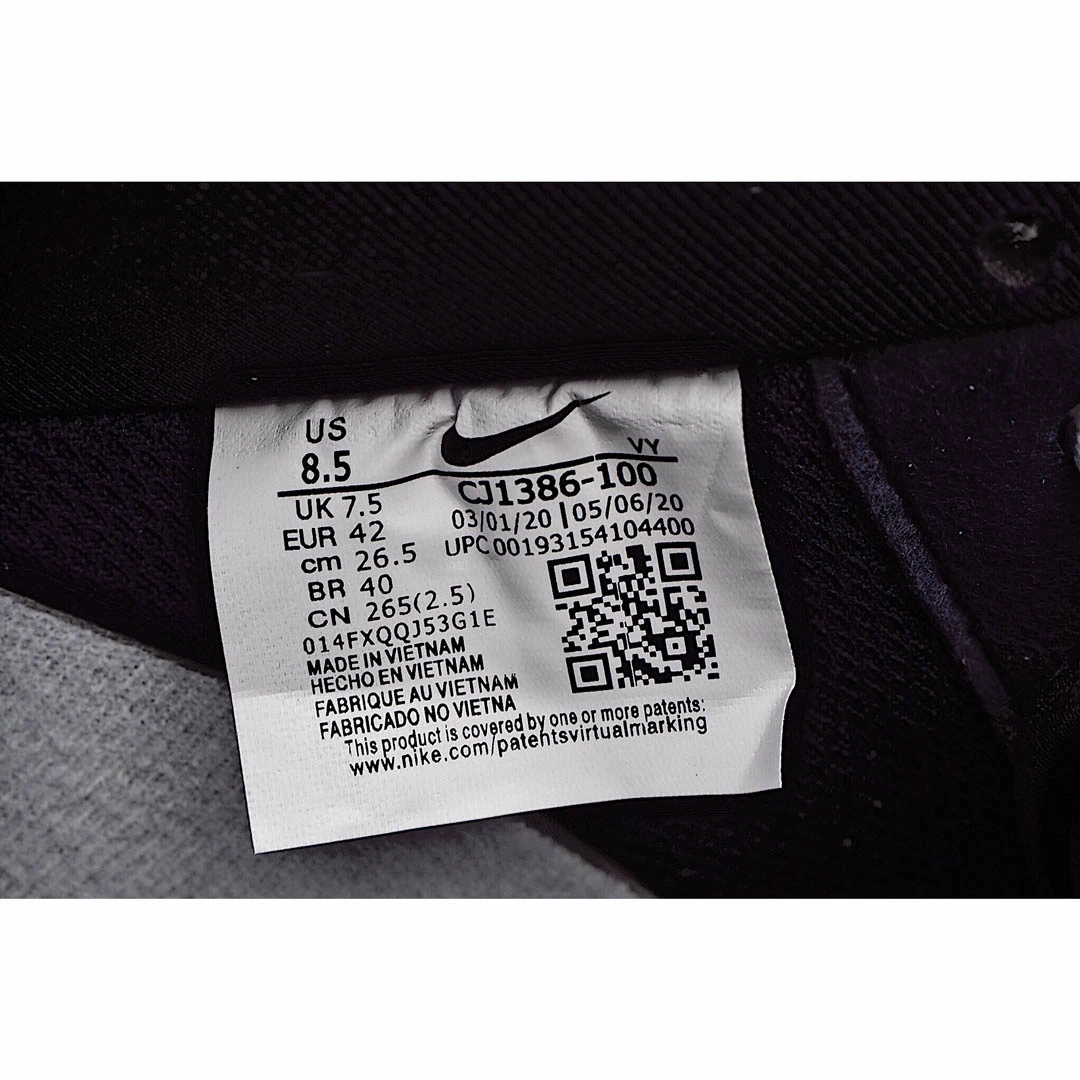 US
8.5
VY
UK 7.5
EUR 42
cm 26.5
BR 40
CN 265(2.5)
CJ1386-100
03/01/20 | 05/06/20
UPC 00193154104400
014FXQQJ53G1E
MADE IN VIETNAM
HECHO EN VIETNAM
FABRIQUE AU VIETNAM
FABRICADO NO VIETNA
This product is covered by one or more patents:
www.nike.com/patentsvirtualmarking